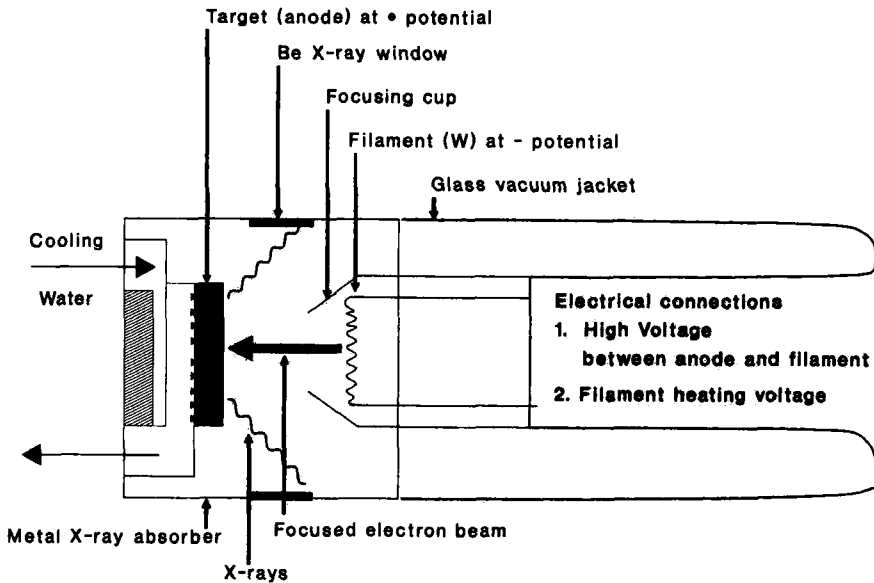 Target (anode) at • potential
Be X-ray window
Focusing cup
Filament (W) at - potential
Glass vacuum jacket
Cooling
Water
Electrical connections
1. High Voltage
between anode and filament
2. Filament heating voltage
Metal X-ray absorber
Focused electron beam
X-rays